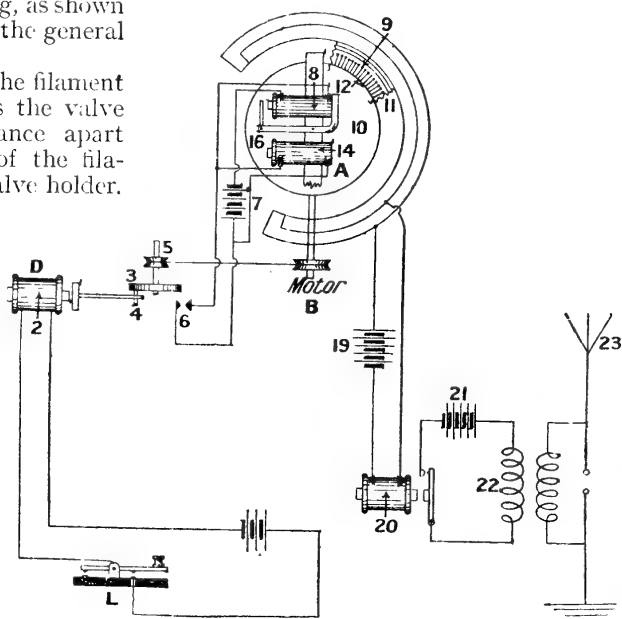 g, as shown
the general
he filament
s the valve
ance apart
of the fila-
alve holder.
9
8
12
11
16
10
14
A
7
5
D
3
4
6
2
Motor
B
19
23
21
22.
20
L